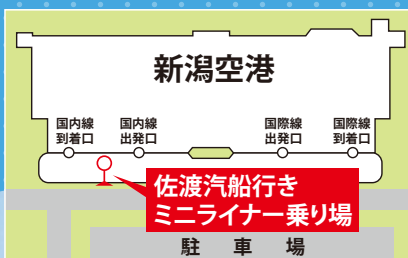 新潟空港
国内線
到着口
国内線
出発口
国際線
出発口
国際線
到着口
佐渡汽船行き
ミニライナー乗り場
駐車場